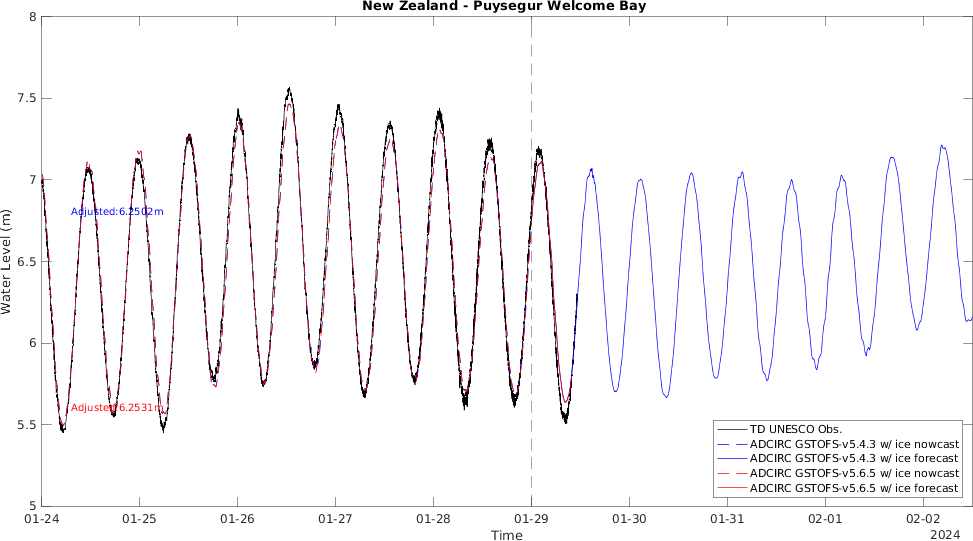 New Zealand - Puysegur Welcome Bay
8
7.5
7
6.5
6
5.5
5
Water Level (m)
Adjusted:6.2502m
Adjusted:6.2531m
TD UNESCO Obs.
ADCIRC GSTOFS-v5.4.3 w/ ice nowcast
ADCIRC GSTOFS-v5.4.3 w/ ice forecast
ADCIRC GSTOFS-v5.6.5 w/ ice nowcast
ADCIRC GSTOFS-v5.6.5 w/ ice forecast
01-24 01-25 01-26 01-27 01-28 01-29 01-30 01-31 02-01 02-02
Time
2024